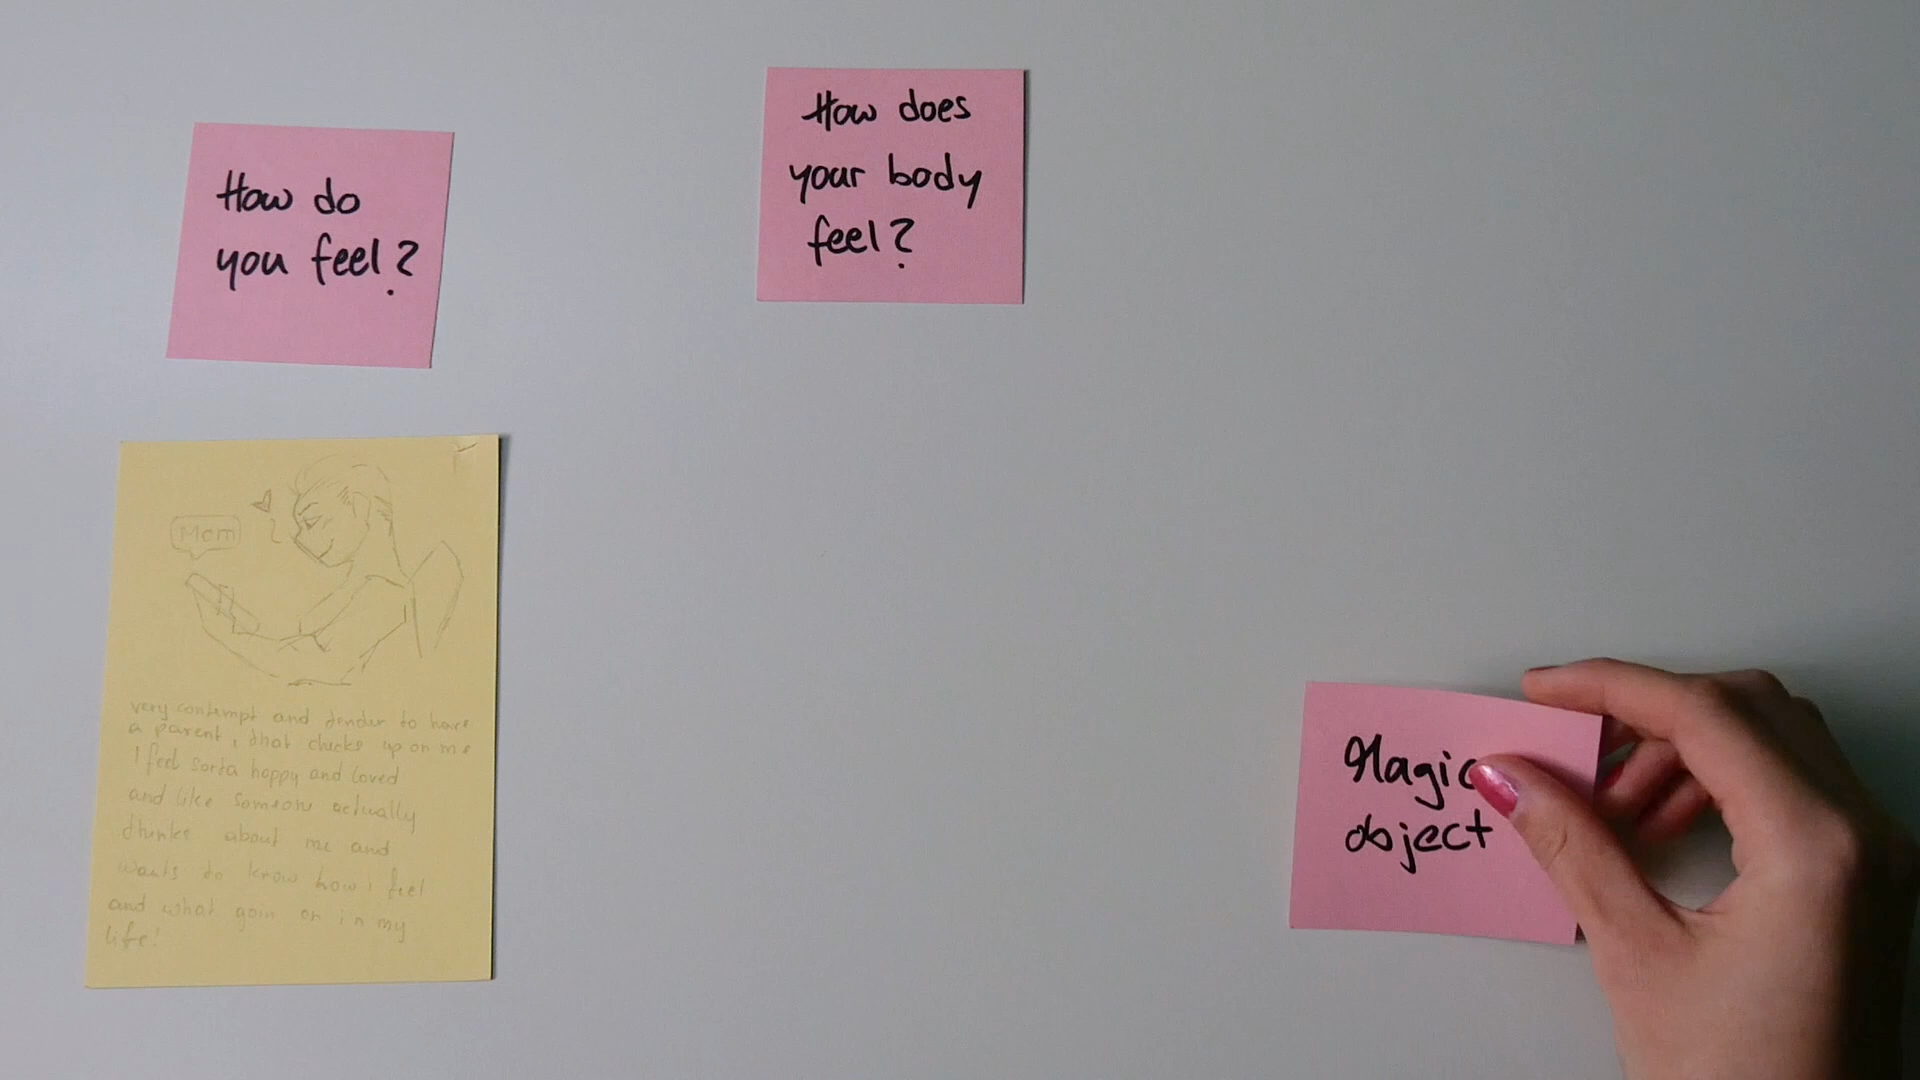 How do
you feel?
How does
your body
feel?
Mom
very contempt and tender to have
a parent, that checks up on me
I feel sorta happy and loved
and like someone actually
thinks about me and
wants to know how i feel
and what goin on in my
life!
Magic
object